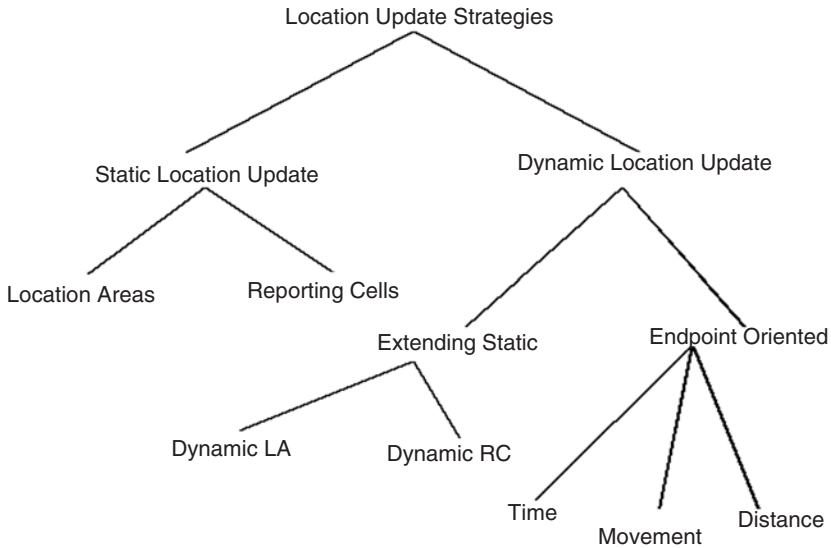 Location Update Strategies
Static Location Update
Dynamic Location Update
Location Areas
Reporting Cells
Extending Static
Endpoint Oriented
Dynamic LA
Dynamic RC
Time
Movement
Distance